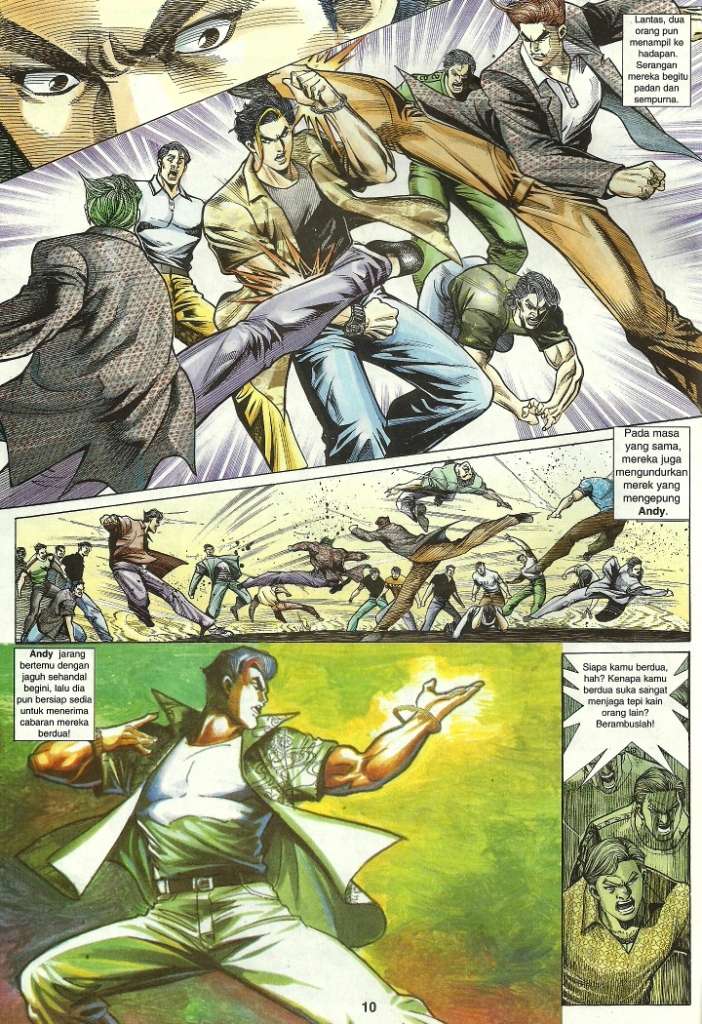 Lantas, dua
orang pun
menampil ke
hadapan.
Serangan
mereka begitu
padan dan
sempurna.
Pada masa
yang sama,
mereka juga
mengundurkan
merek yang
mengepung
Andy.
Andy jarang
bertemu dengan
jaguh sehandal
begini, lalu dia
pun bersiap sedia
untuk menerima
cabaran mereka
berdua!
Siapa kamu berdua,
hah? Kenapa kamu
berdua suka sangat
menjaga tepi kain
orang lain?
Berambuslah!
10